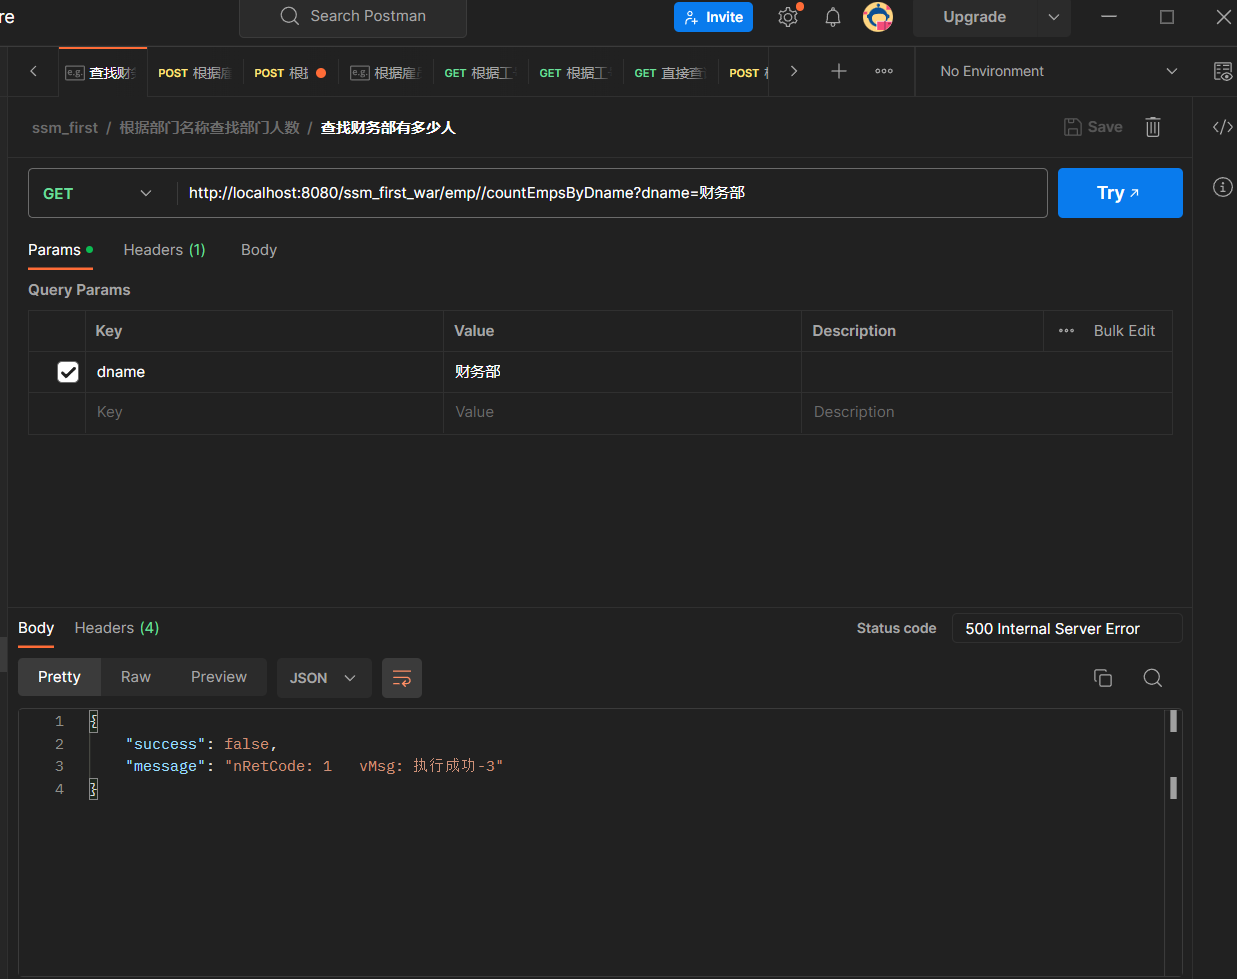 re
Search Postman
Invite
Upgrade
e.g. 查找财
POST 根据雇
POST 根
e.g. 根据雇
GET 根据工
GET 根据工
GET 直接查
POST
No Environment
ssm_first / 根据部门名称查找部门人数 / 查找财务部有多少人
Save
GET
http://localhost:8080/ssm_first_war/emp//countEmpsByDname?dname=财务部
Try
Params
Headers (1)
Body
Query Params
Key Value Description Bulk Edit
dname 财务部
Key Value Description
Body Headers (4)
Status code 500 Internal Server Error
Pretty Raw Preview JSON
1 {
2 "success": false,
3 "message": "nRetCode: 1   vMsg: 执行成功-3"
4 }